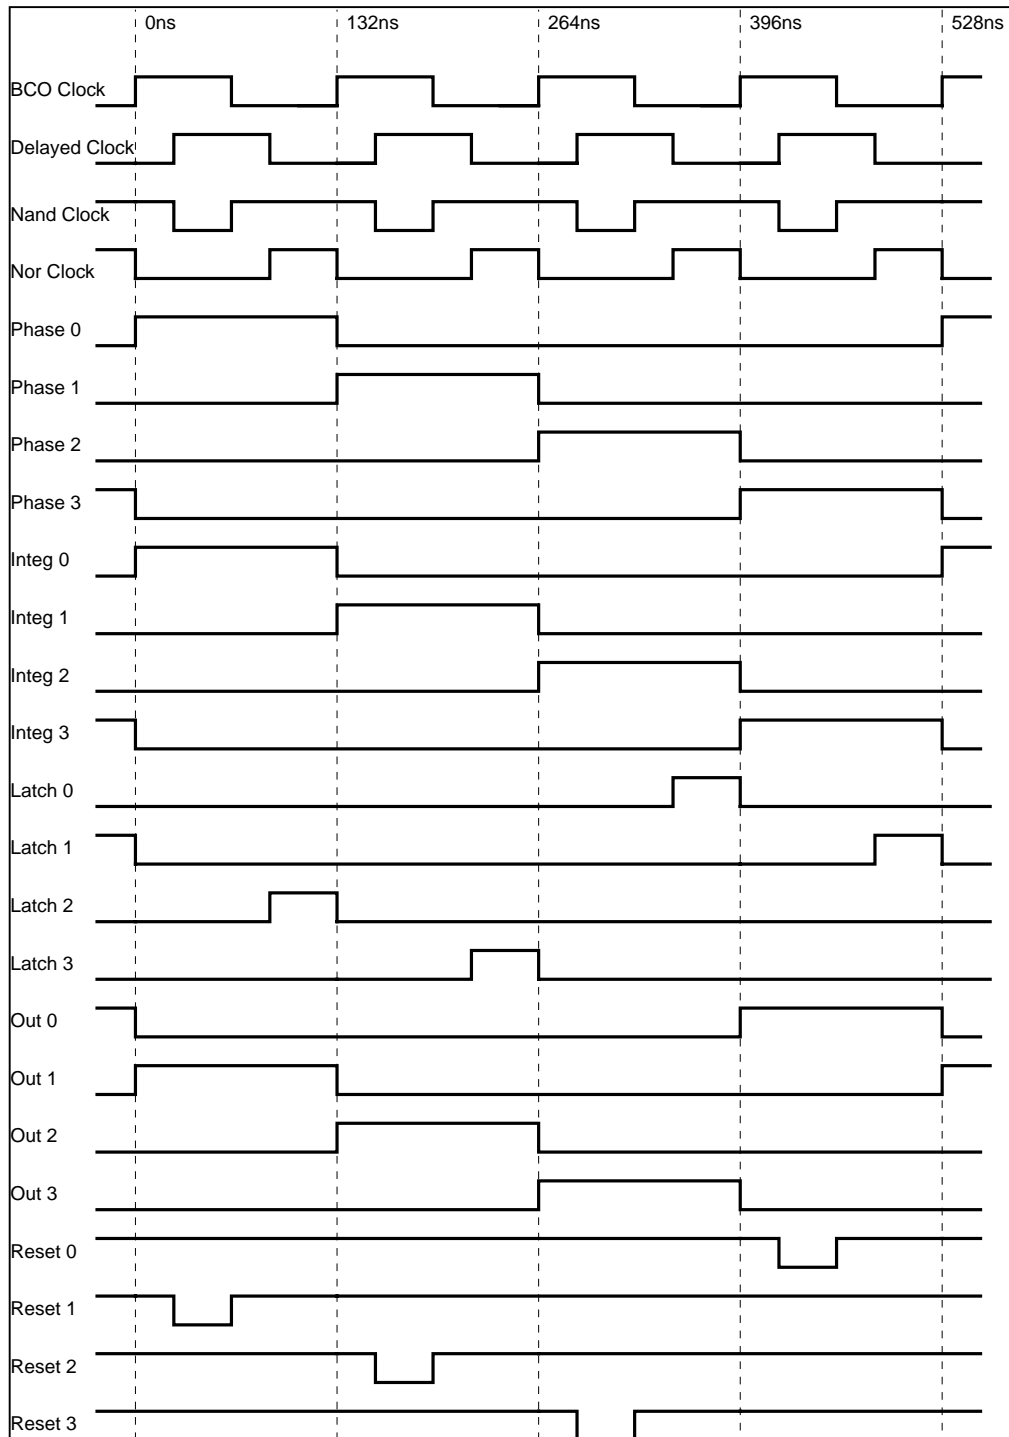 0ns 132ns 264ns 396ns 528ns
BCO Clock
Delayed Clock
Nand Clock
Nor Clock
Phase 0
Phase 1
Phase 2
Phase 3
Integ 0
Integ 1
Integ 2
Integ 3
Latch 0
Latch 1
Latch 2
Latch 3
Out 0
Out 1
Out 2
Out 3
Reset 0
Reset 1
Reset 2
Reset 3